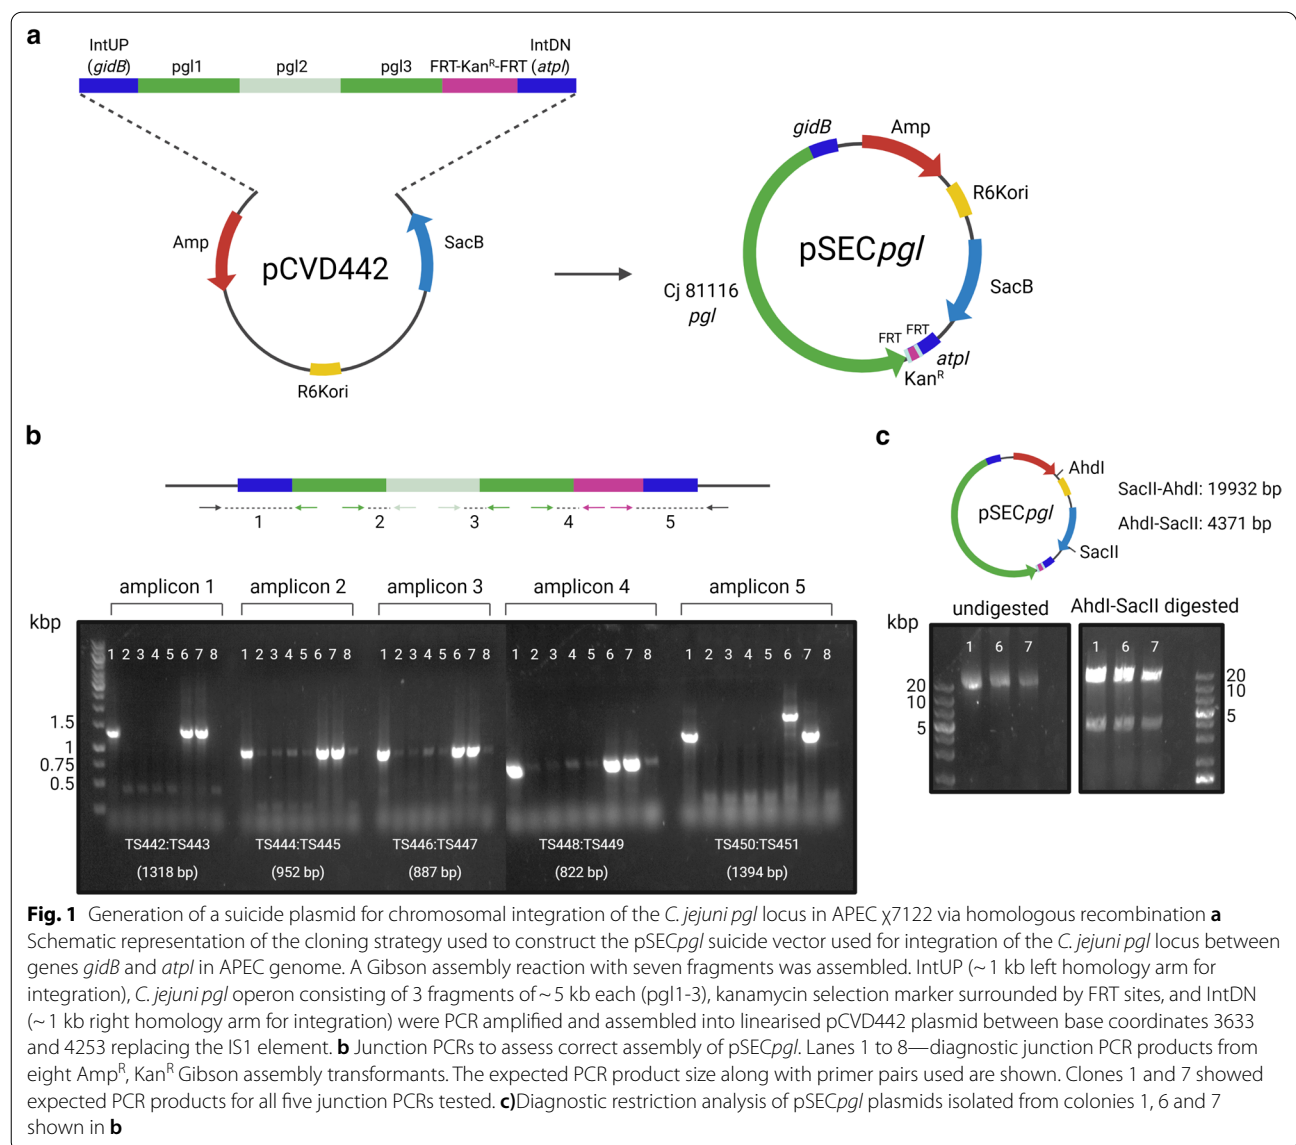 a
IntUP
(gidB)
pgl1
pgl2
pgl3
FRT-Kanᴿ-FRT
IntDN
(atpI)
Amp
pCVD442
SacB
R6Kori
gidB
Amp
R6Kori
pSECpgl
SacB
Cj 81116
pgl
FRT
FRT
atpI
Kanᴿ
b
1
2
3
4
5
amplicon 1
amplicon 2
amplicon 3
amplicon 4
amplicon 5
kbp
1 2 3 4 5 6 7 8
1 2 3 4 5 6 7 8
1 2 3 4 5 6 7 8
1 2 3 4 5 6 7 8
1 2 3 4 5 6 7 8
1.5
1
0.75
0.5
TS442:TS443
(1318 bp)
TS444:TS445
(952 bp)
TS446:TS447
(887 bp)
TS448:TS449
(822 bp)
TS450:TS451
(1394 bp)
c
AhdI
pSECpgl
SacII
SacII-AhdI: 19932 bp
AhdI-SacII: 4371 bp
undigested
AhdI-SacII digested
kbp
1 6 7
1 6 7
20
10
5
20
10
5
Fig. 1 Generation of a suicide plasmid for chromosomal integration of the C. jejuni pgl locus in APEC χ7122 via homologous recombination a
Schematic representation of the cloning strategy used to construct the pSECpgl suicide vector used for integration of the C. jejuni pgl locus between
genes gidB and atpI in APEC genome. A Gibson assembly reaction with seven fragments was assembled. IntUP (~ 1 kb left homology arm for
integration), C. jejuni pgl operon consisting of 3 fragments of ~ 5 kb each (pgl1-3), kanamycin selection marker surrounded by FRT sites, and IntDN
(~ 1 kb right homology arm for integration) were PCR amplified and assembled into linearised pCVD442 plasmid between base coordinates 3633
and 4253 replacing the IS1 element. b Junction PCRs to assess correct assembly of pSECpgl. Lanes 1 to 8—diagnostic junction PCR products from
eight Ampᴿ, Kanᴿ Gibson assembly transformants. The expected PCR product size along with primer pairs used are shown. Clones 1 and 7 showed
expected PCR products for all five junction PCRs tested. c)Diagnostic restriction analysis of pSECpgl plasmids isolated from colonies 1, 6 and 7
shown in b